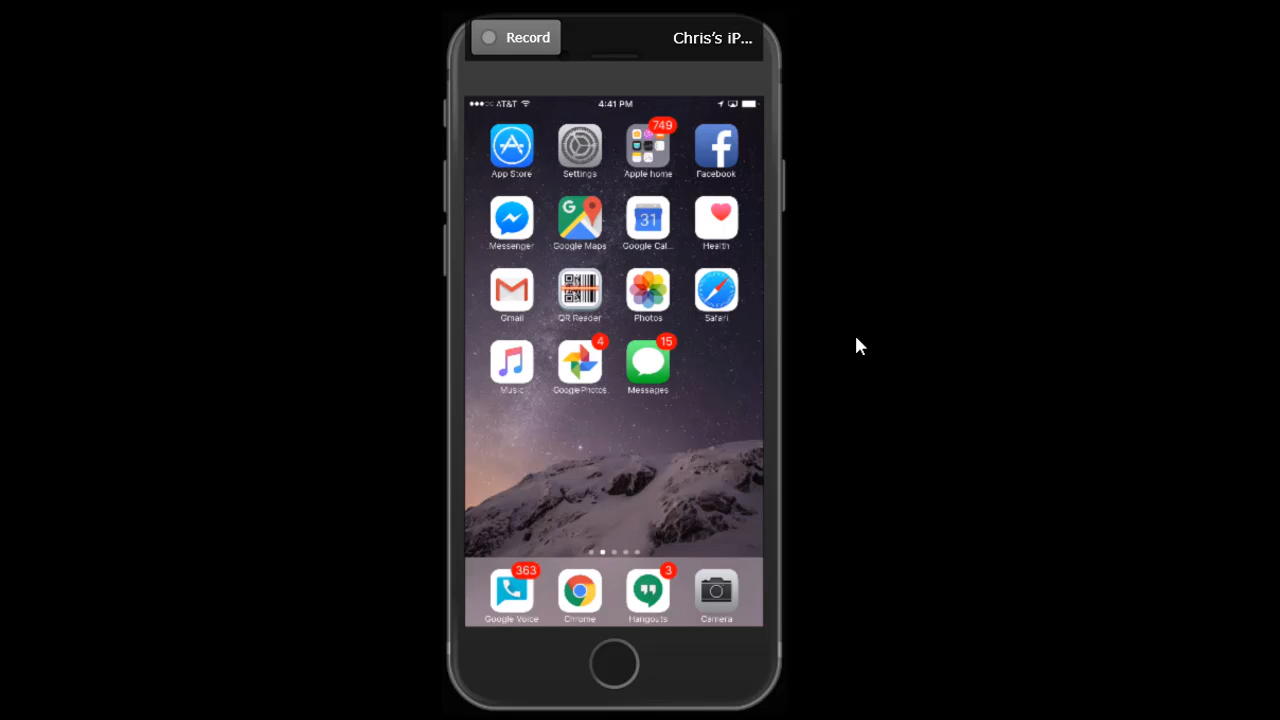 Record
Chris’s iP...
AT&T 4:41 PM
749
App Store Settings Apple home Facebook
G 31
Messenger Google Maps Google Cal... Health
Gmail QR Reader Photos Safari
4 15
Music Google Photos Messages
363 3
Google Voice Chrome Hangouts Camera